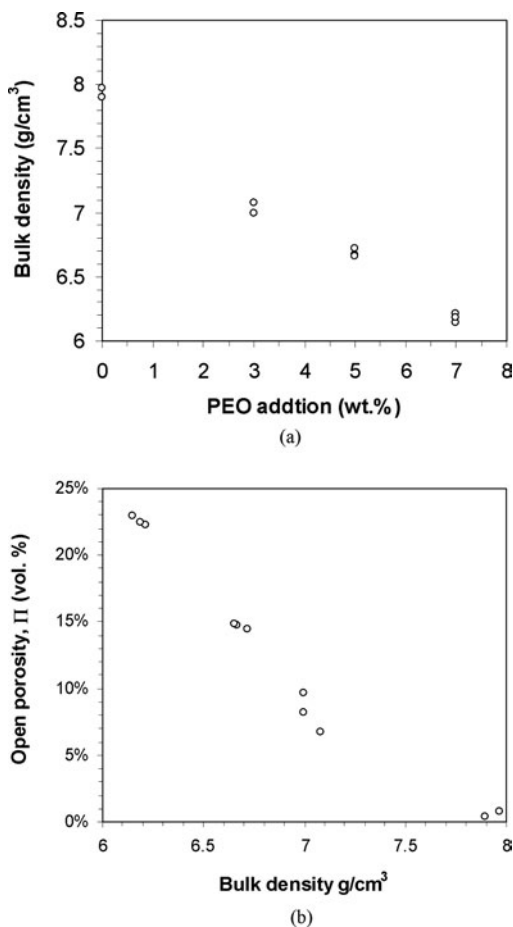 8.5
8
7.5
7
6.5
6
Bulk density (g/cm³)
0 1 2 3 4 5 6 7 8
PEO addtion (wt.%)
(a)
25%
20%
15%
10%
5%
0%
Open porosity, Π (vol. %)
6 6.5 7 7.5 8
Bulk density g/cm³
(b)